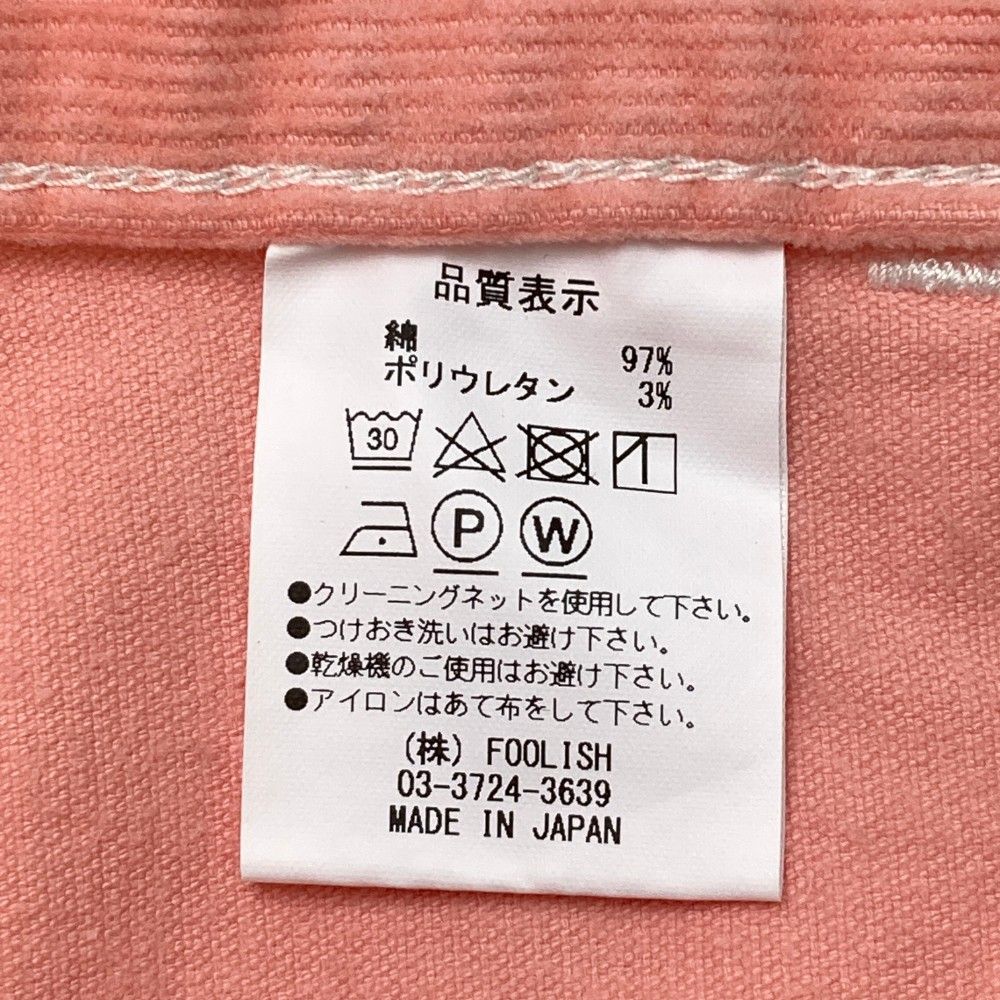 品質表示
綿 97%
ポリウレタン 3%
30
P W
●クリーニングネットを使用して下さい。
●つけおき洗いはお避け下さい。
●乾燥機のご使用はお避け下さい。
●アイロンはあて布をして下さい。
(株) FOOLISH
03-3724-3639
MADE IN JAPAN